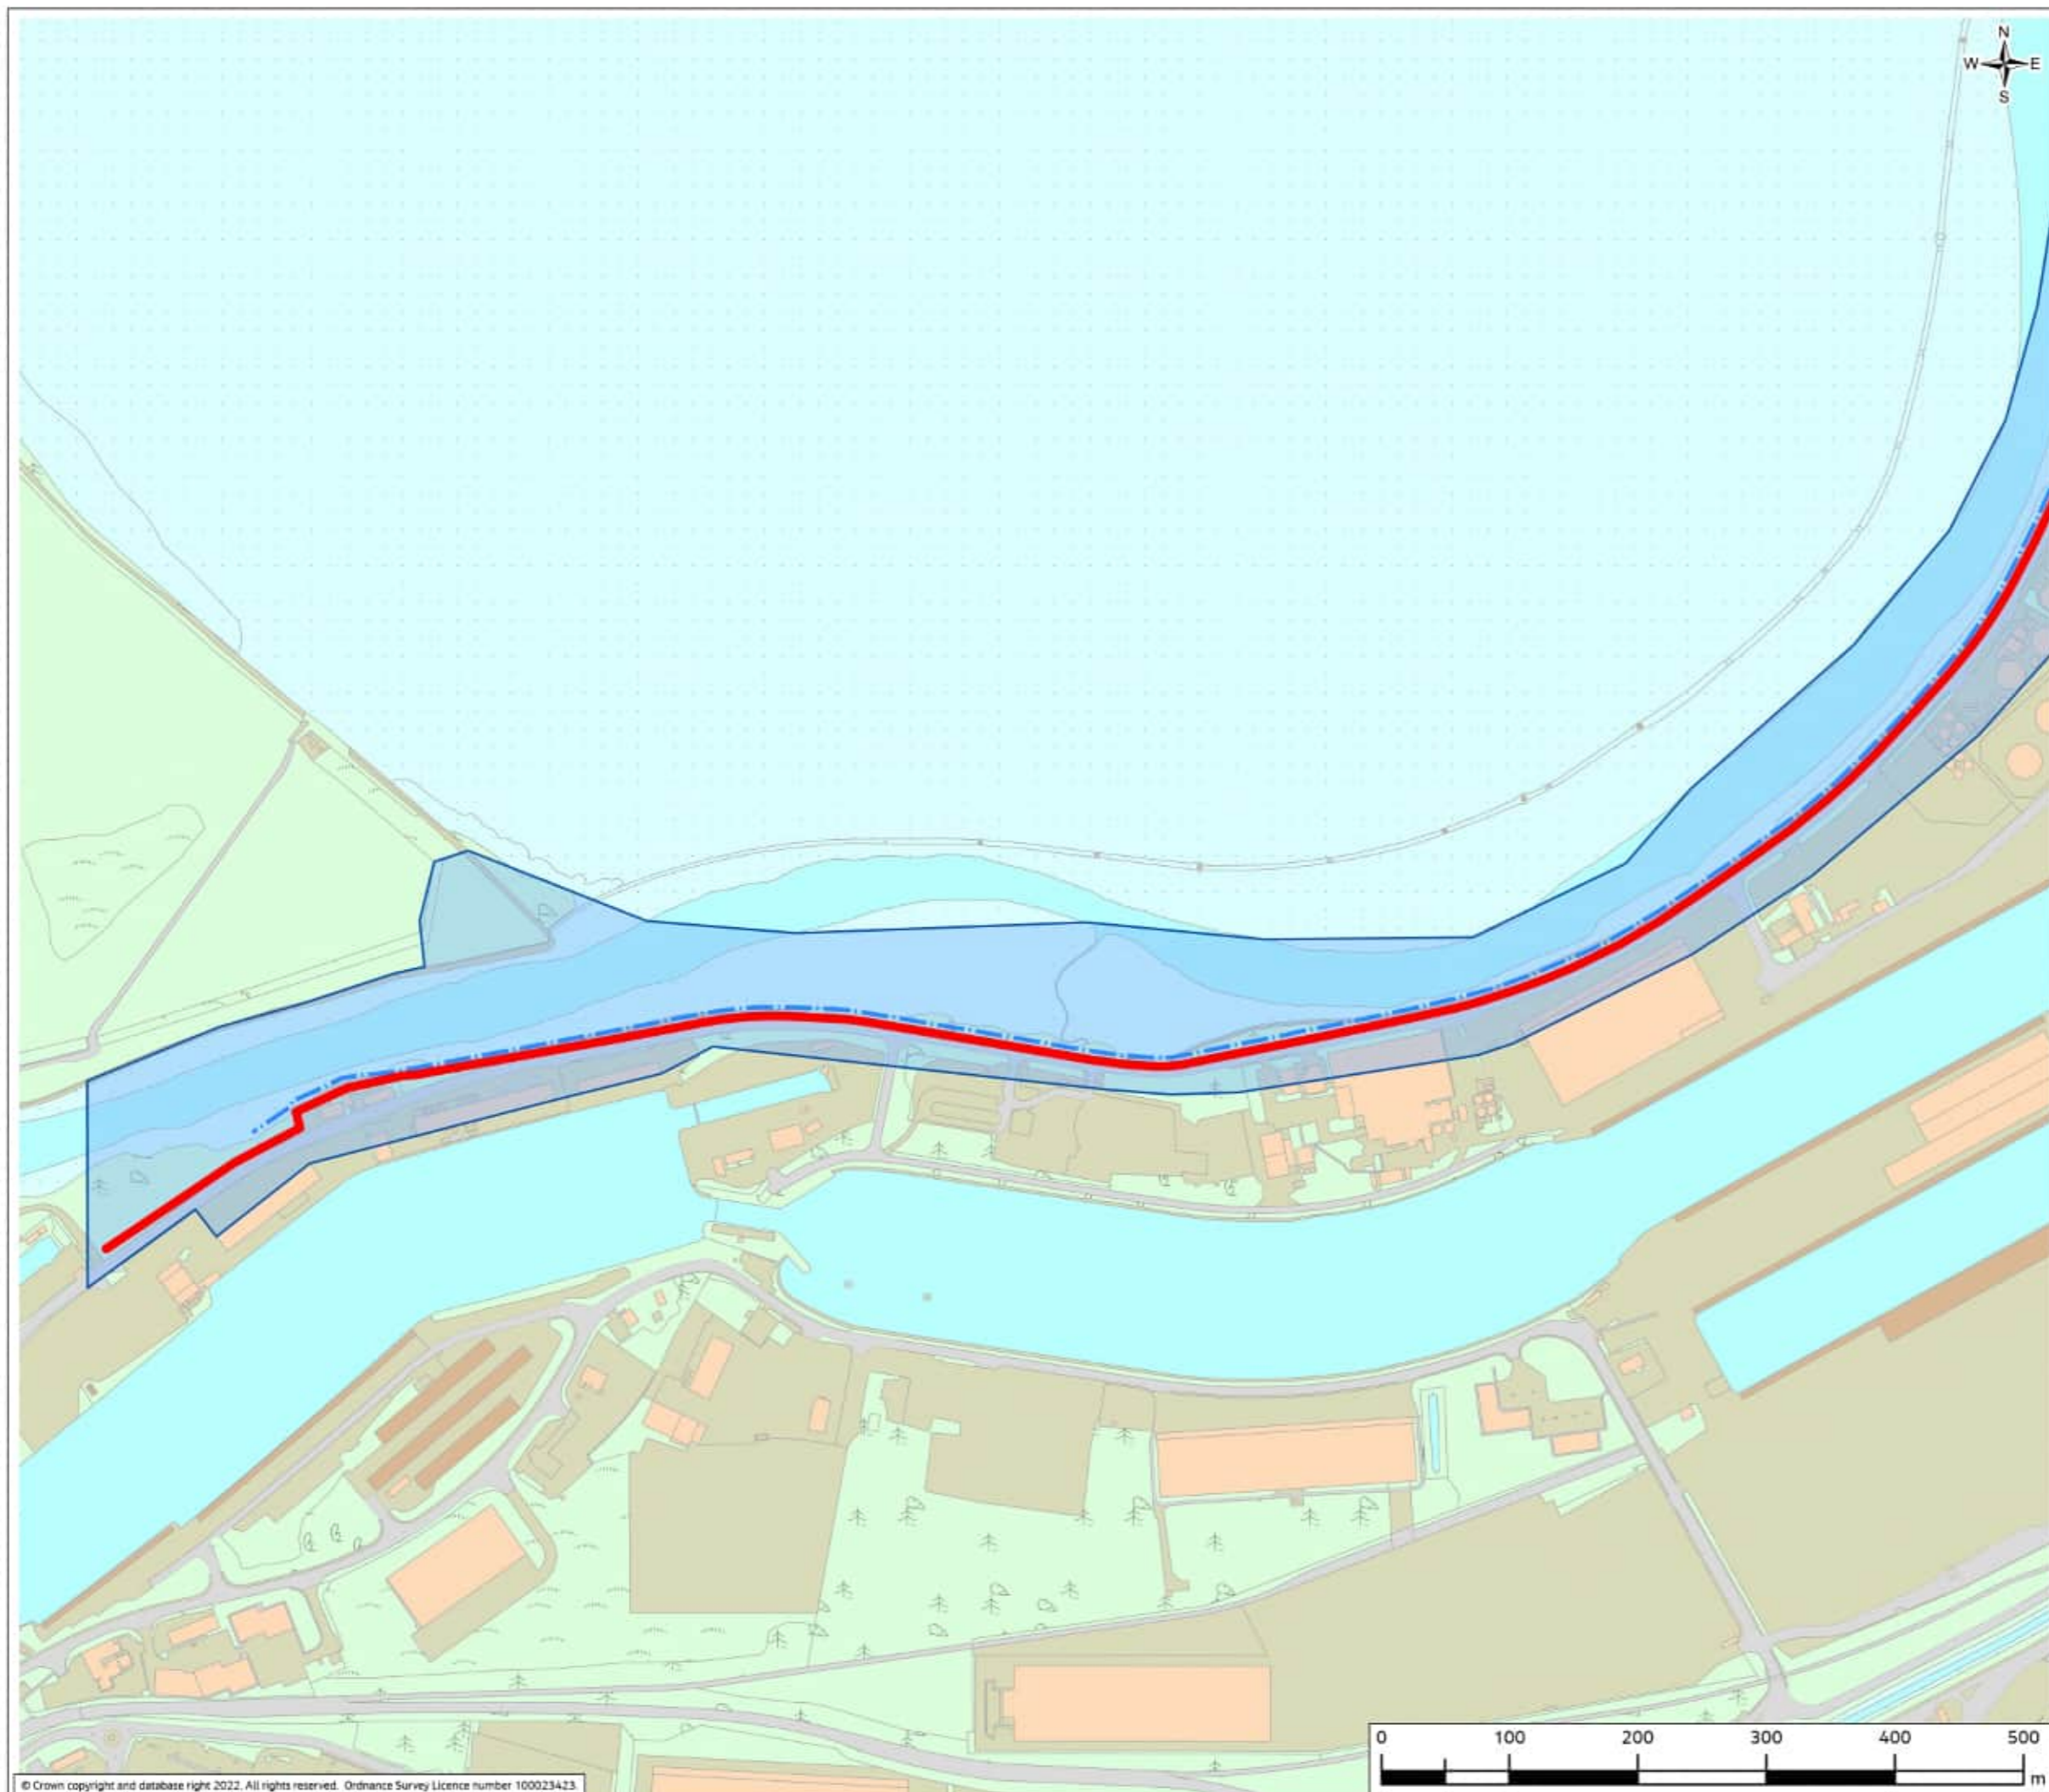 N
W E
S
0 100 200 300 400 500
m
© Crown copyright and database right 2022. All rights reserved. Ordnance Survey Licence number 100023423.